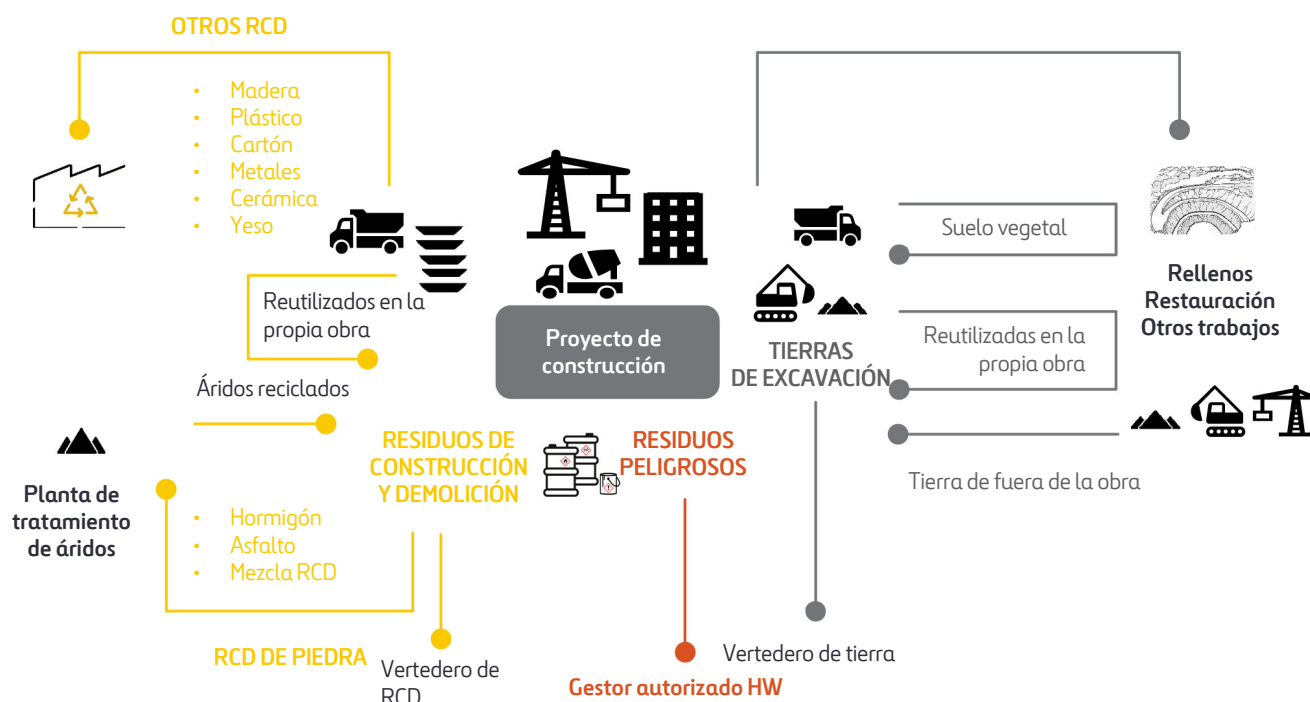 OTROS RCD
• Madera
• Plástico
• Cartón
• Metales
• Cerámica
• Yeso
Reutilizados en la
propia obra
Áridos reciclados
Planta de
tratamiento
de áridos
• Hormigón
• Asfalto
• Mezcla RCD
RCD DE PIEDRA
RESIDUOS DE
CONSTRUCCIÓN
Y DEMOLICIÓN
Vertedero de
RCD
Proyecto de
construcción
RESIDUOS
PELIGROSOS
Gestor autorizado HW
TIERRAS
DE EXCAVACIÓN
Vertedero de tierra
Suelo vegetal
Reutilizadas en la
propia obra
Tierra de fuera de la obra
Rellenos
Restauración
Otros trabajos